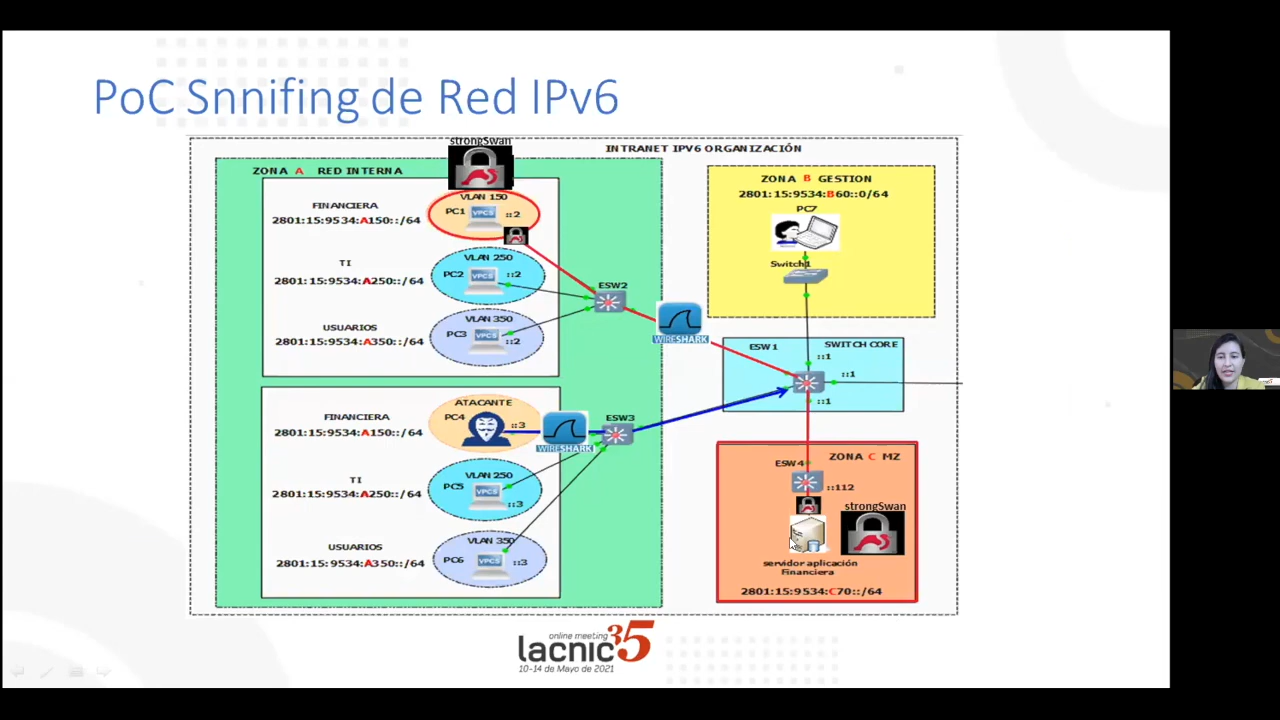 PoC Snnifing de Red IPv6
strongSwan
INTRANET IPV6 ORGANIZACIÓN
ZONA A RED INTERNA
FINANCIERA
2801:15:9534:A150::/64
VLAN 150
PC1
VPCS
::2
TI
2801:15:9534:A250::/64
VLAN 250
PC2
VPCS
::2
USUARIOS
2801:15:9534:A350::/64
VLAN 350
PC3
VPCS
::2
ESW2
WIRESHARK
FINANCIERA
2801:15:9534:A150::/64
ATACANTE
PC4
::3
WIRESHARK
ESW3
TI
2801:15:9534:A250::/64
VLAN 250
PC5
VPCS
::3
USUARIOS
2801:15:9534:A350::/64
VLAN 350
PC6
VPCS
::3
ZONA B GESTION
2801:15:9534:B60::0/64
PC7
Switch1
ESW1
SWITCH CORE
::1
::1
::1
ZONA C MZ
ESW4
::112
strongSwan
servidor aplicación
Financiera
2801:15:9534:C70::/64
online meeting
lacnic35
10-14 de Mayo de 2021